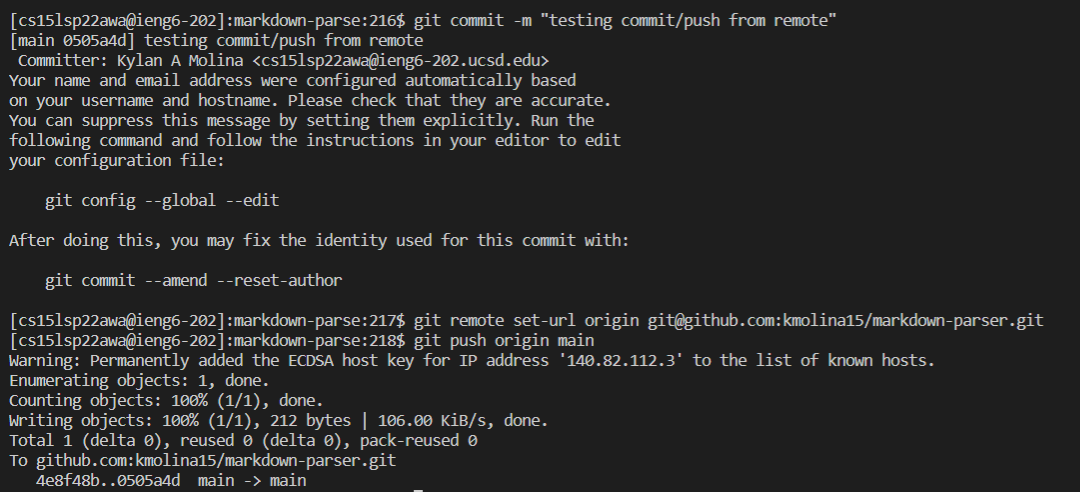 [cs15lsp22awa@ieng6-202]:markdown-parse:216$ git commit -m "testing commit/push from remote"
[main 0505a4d] testing commit/push from remote
 Committer: Kylan A Molina <cs15lsp22awa@ieng6-202.ucsd.edu>
Your name and email address were configured automatically based
on your username and hostname. Please check that they are accurate.
You can suppress this message by setting them explicitly. Run the
following command and follow the instructions in your editor to edit
your configuration file:

    git config --global --edit

After doing this, you may fix the identity used for this commit with:

    git commit --amend --reset-author

[cs15lsp22awa@ieng6-202]:markdown-parse:217$ git remote set-url origin git@github.com:kmolina15/markdown-parser.git
[cs15lsp22awa@ieng6-202]:markdown-parse:218$ git push origin main
Warning: Permanently added the ECDSA host key for IP address '140.82.112.3' to the list of known hosts.
Enumerating objects: 1, done.
Counting objects: 100% (1/1), done.
Writing objects: 100% (1/1), 212 bytes | 106.00 KiB/s, done.
Total 1 (delta 0), reused 0 (delta 0), pack-reused 0
To github.com:kmolina15/markdown-parser.git
   4e8f48b..0505a4d  main -> main